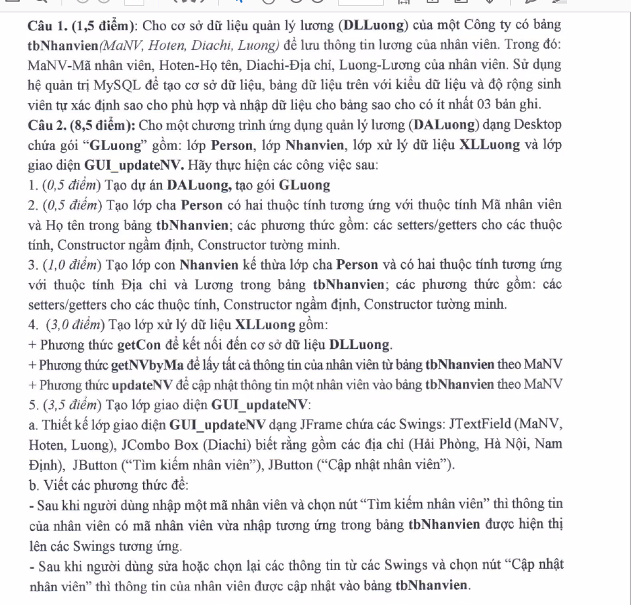 Câu 1. (1,5 điểm): Cho cơ sở dữ liệu quản lý lương (DLLuong) của một Công ty có bảng
tbNhanvien(MaNV, Hoten, Diachi, Luong) để lưu thông tin lương của nhân viên. Trong đó:
MaNV-Mã nhân viên, Hoten-Họ tên, Diachi-Địa chỉ, Luong-Lương của nhân viên. Sử dụng
hệ quản trị MySQL để tạo cơ sở dữ liệu, bảng dữ liệu trên với kiểu dữ liệu và độ rộng sinh
viên tự xác định sao cho phù hợp và nhập dữ liệu cho bảng sao cho có ít nhất 03 bản ghi.
Câu 2. (8,5 điểm): Cho một chương trình ứng dụng quản lý lương (DALuong) dạng Desktop
chứa gói “GLuong” gồm: lớp Person, lớp Nhanvien, lớp xử lý dữ liệu XLLuong và lớp
giao diện GUI_updateNV. Hãy thực hiện các công việc sau:
1. (0,5 điểm) Tạo dự án DALuong, tạo gói GLuong
2. (0,5 điểm) Tạo lớp cha Person có hai thuộc tính tương ứng với thuộc tính Mã nhân viên
và Họ tên trong bảng tbNhanvien; các phương thức gồm: các setters/getters cho các thuộc
tính, Constructor ngầm định, Constructor tường minh.
3. (1,0 điểm) Tạo lớp con Nhanvien kế thừa lớp cha Person và có hai thuộc tính tương ứng
với thuộc tính Địa chỉ và Lương trong bảng tbNhanvien; các phương thức gồm: các
setters/getters cho các thuộc tính, Constructor ngầm định, Constructor tường minh.
4. (3,0 điểm) Tạo lớp xử lý dữ liệu XLLuong gồm:
+ Phương thức getCon để kết nối đến cơ sở dữ liệu DLLuong.
+ Phương thức getNVbyMa để lấy tất cả thông tin của nhân viên từ bảng tbNhanvien theo MaNV
+ Phương thức updateNV để cập nhật thông tin một nhân viên vào bảng tbNhanvien theo MaNV
5. (3,5 điểm) Tạo lớp giao diện GUI_updateNV:
a. Thiết kế lớp giao diện GUI_updateNV dạng JFrame chứa các Swings: JTextField (MaNV,
Hoten, Luong), JCombo Box (Diachi) biết rằng gồm các địa chỉ (Hải Phòng, Hà Nội, Nam
Định), JButton (“Tìm kiếm nhân viên”), JButton (“Cập nhật nhân viên”).
b. Viết các phương thức để:
- Sau khi người dùng nhập một mã nhân viên và chọn nút “Tìm kiếm nhân viên” thì thông tin
của nhân viên có mã nhân viên vừa nhập tương ứng trong bảng tbNhanvien được hiện thị
lên các Swings tương ứng.
- Sau khi người dùng sửa hoặc chọn lại các thông tin từ các Swings và chọn nút “Cập nhật
nhân viên” thì thông tin của nhân viên được cập nhật vào bảng tbNhanvien.